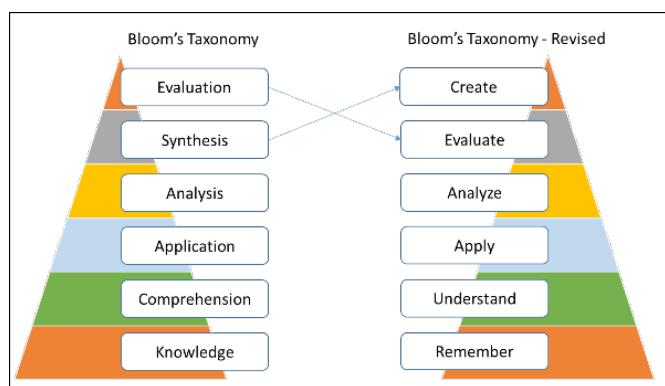 Bloom's Taxonomy
Evaluation
Synthesis
Analysis
Application
Comprehension
Knowledge
Bloom's Taxonomy - Revised
Create
Evaluate
Analyze
Apply
Understand
Remember